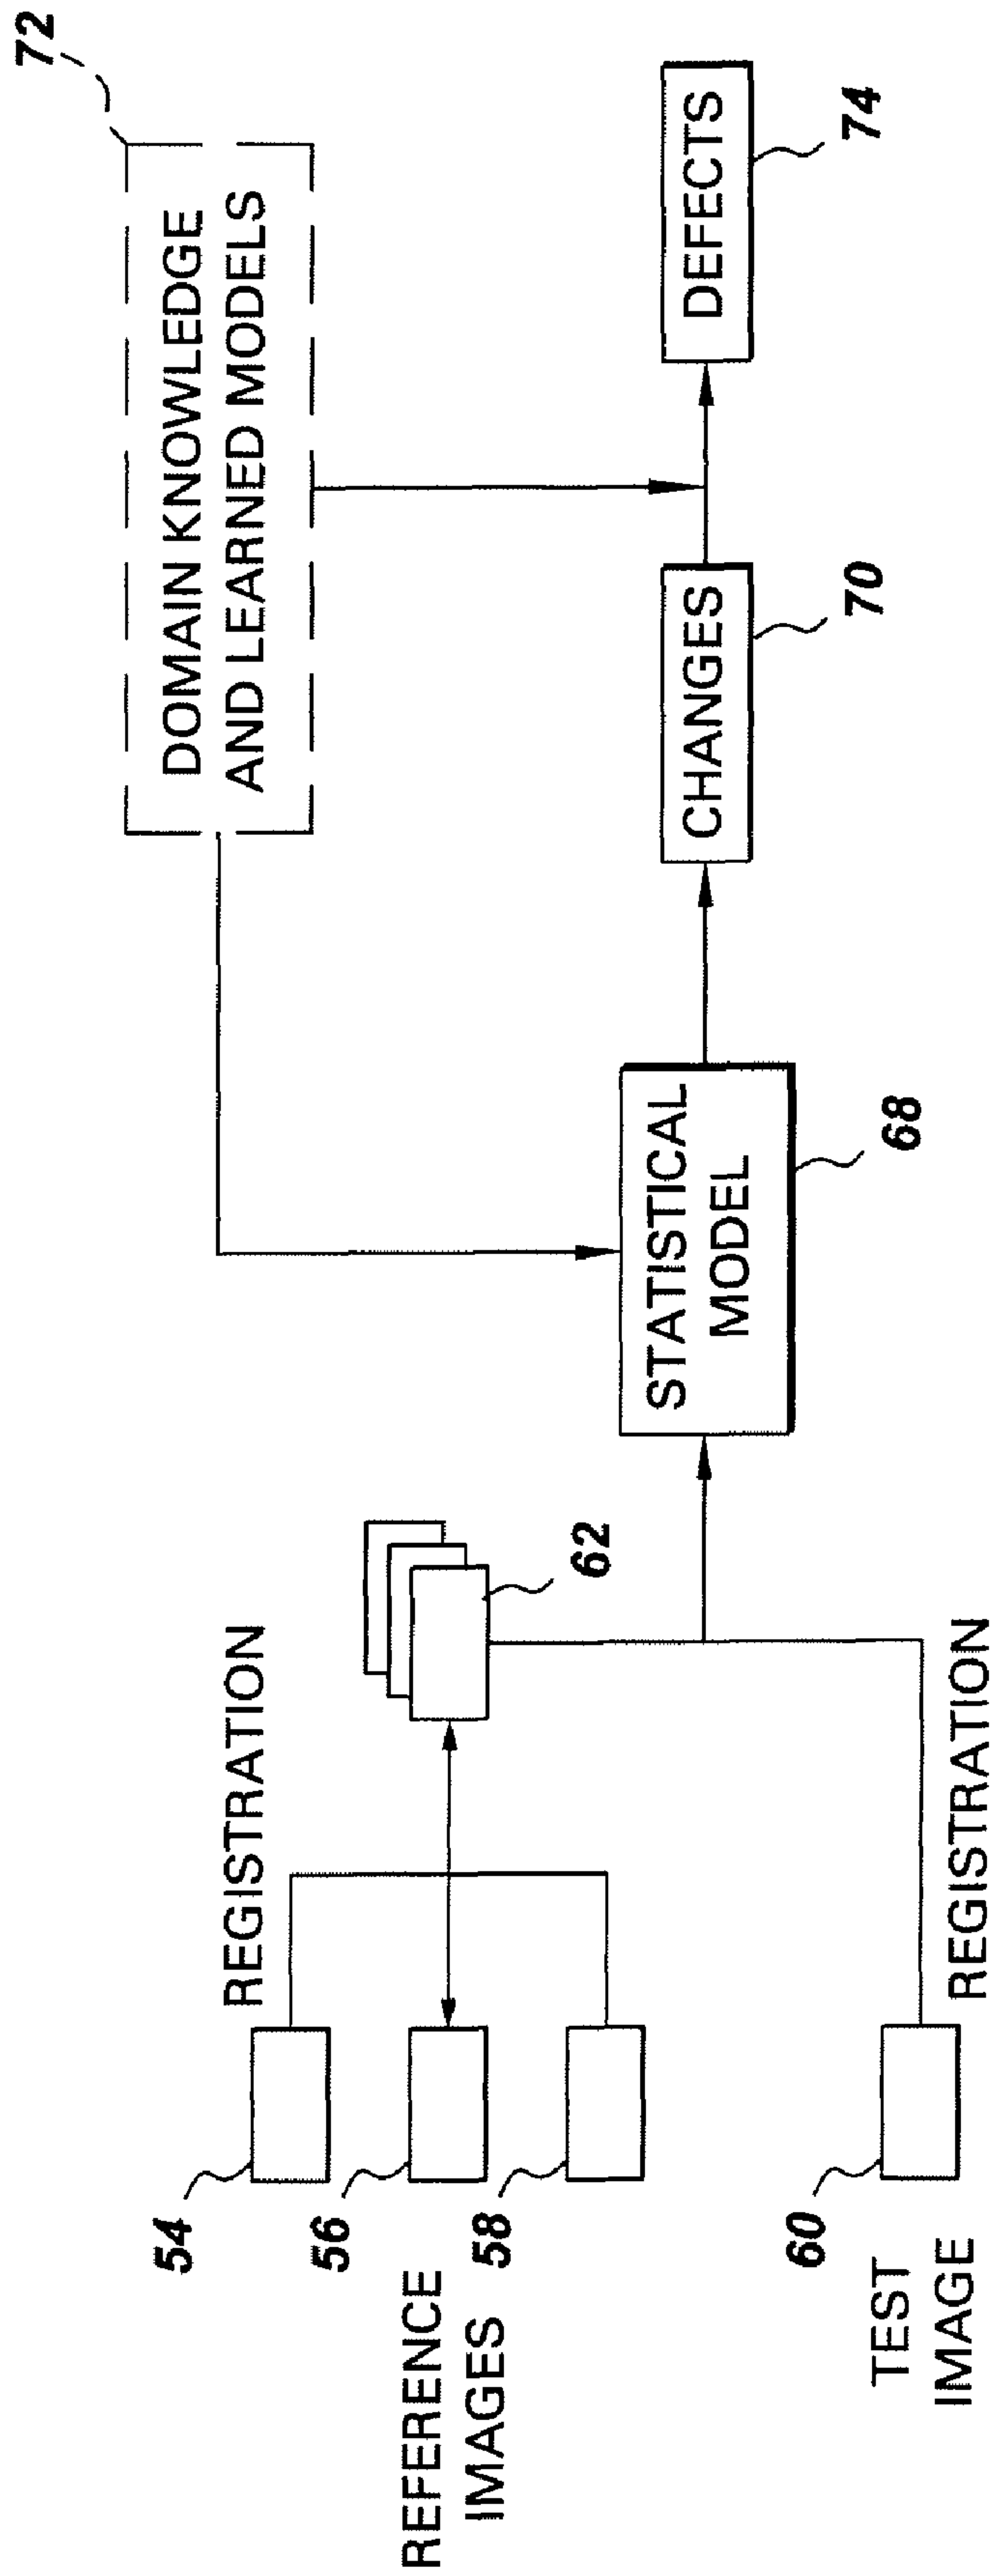 72
DOMAIN KNOWLEDGE
AND LEARNED MODELS
REGISTRATION
54
56
REFERENCE
IMAGES
58
62
STATISTICAL
MODEL
68
CHANGES
70
DEFECTS
74
60
TEST
IMAGE
REGISTRATION